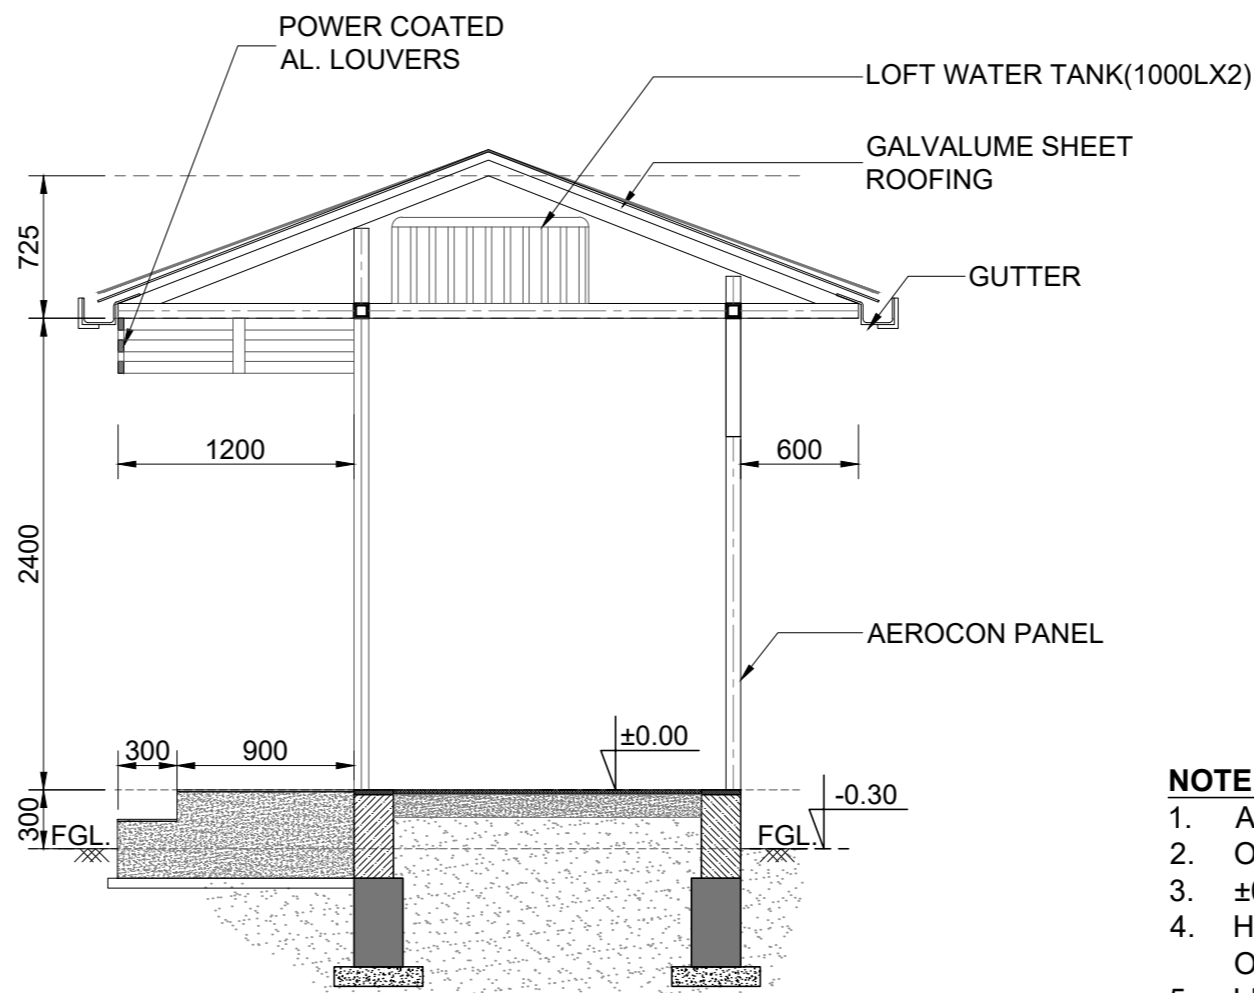 POWER COATED
AL. LOUVERS
LOFT WATER TANK(1000LX2)
GALVALUME SHEET
ROOFING
GUTTER
725
1200
600
2400
AEROCON PANEL
300
900
±0.00
-0.30
300
FGL.
FGL.
NOTE
1.
2.
3.
4.
5.